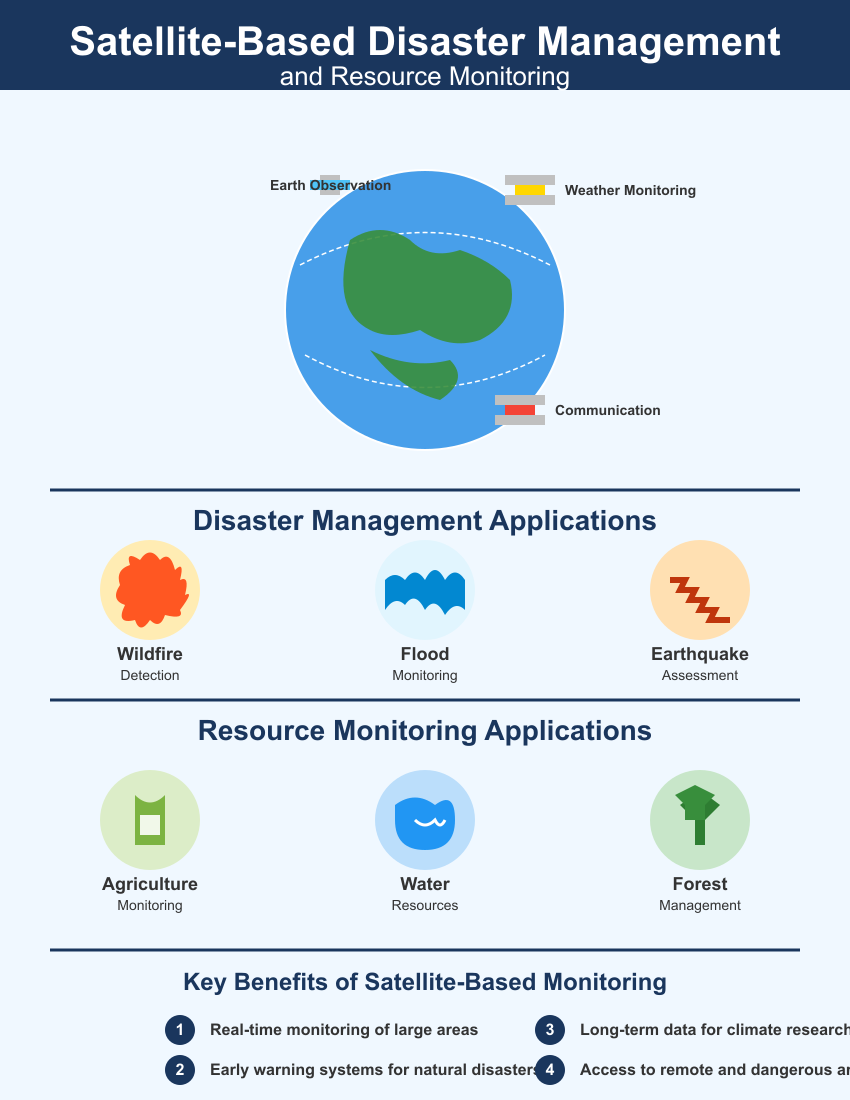 Satellite-Based Disaster Management
and Resource Monitoring
Earth Observation
Weather Monitoring
Communication
Disaster Management Applications
Wildfire
Detection
Flood
Monitoring
Earthquake
Assessment
Resource Monitoring Applications
Agriculture
Monitoring
Water
Resources
Forest
Management
Key Benefits of Satellite-Based Monitoring
1 Real-time monitoring of large areas
3 Long-term data for climate research
2 Early warning systems for natural disasters
4 Access to remote and dangerous